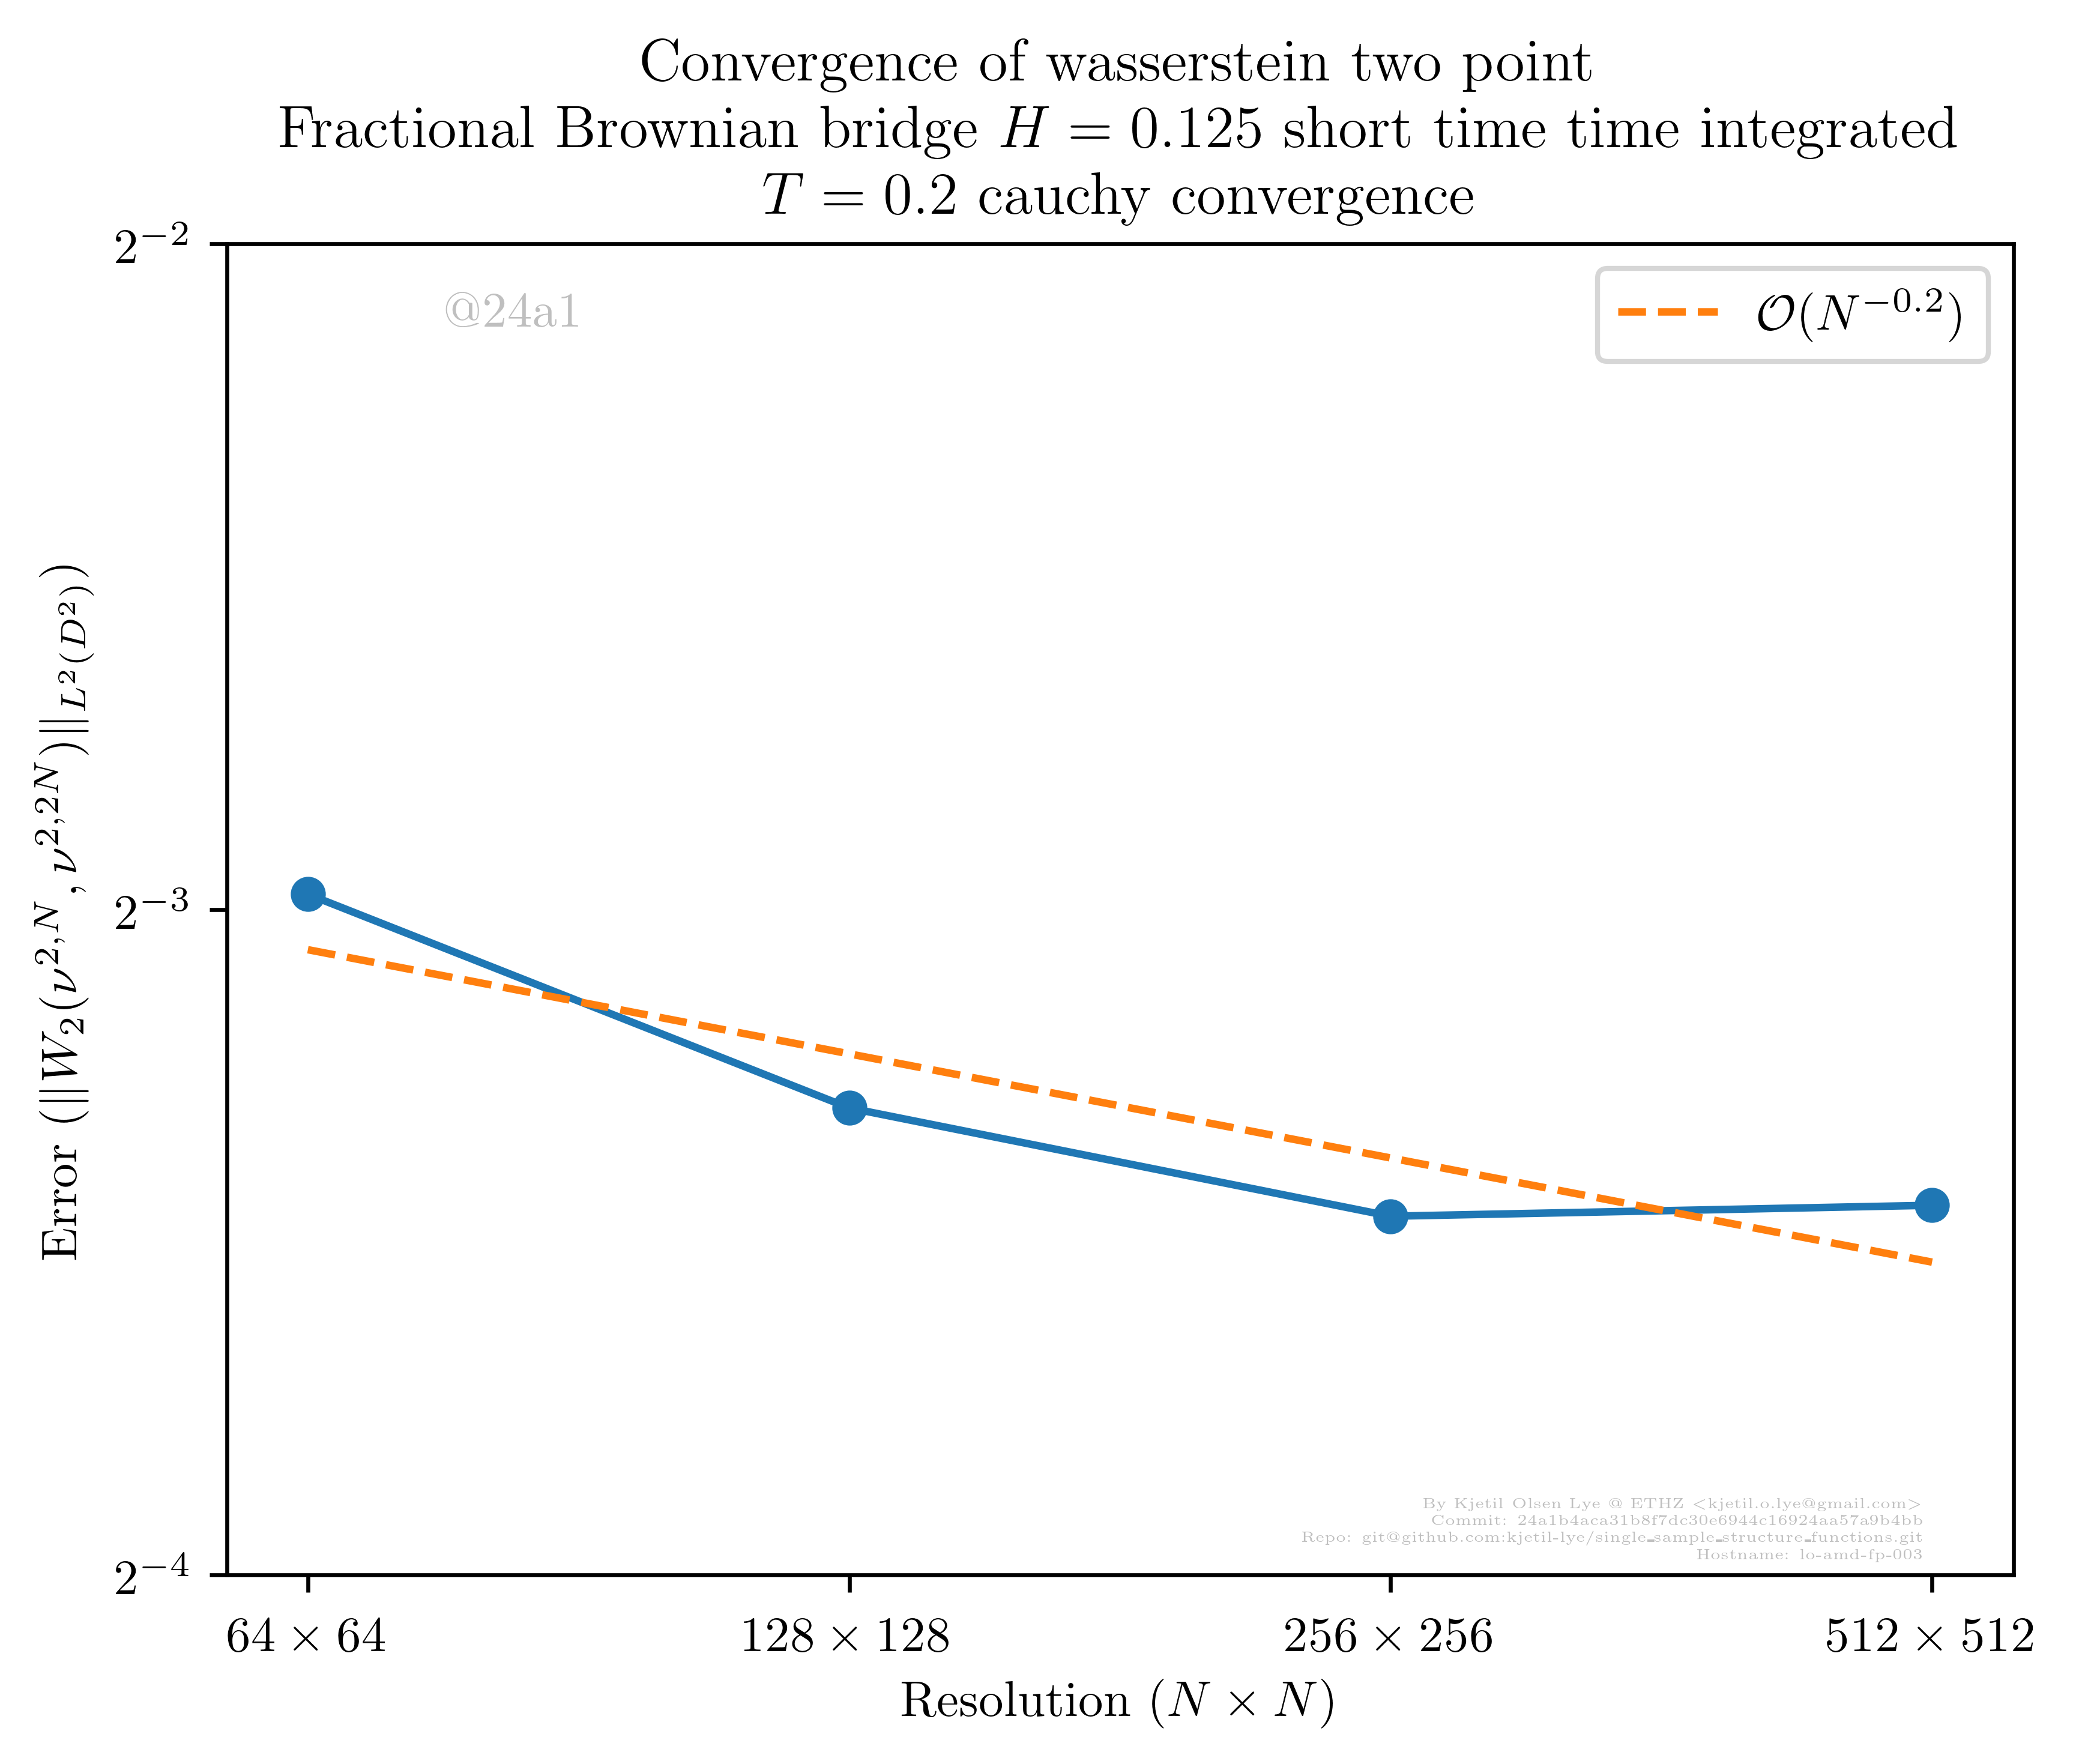 Convergence of wasserstein two point
Fractional Brownian bridge H = 0.125 short time time integrated
T = 0.2 cauchy convergence
2⁻²
@24a1
𝒪(N⁻⁰·²)
2⁻³
Error (||W₂(ν^{2,N}, ν^{2,2N})||_{L²(D²)})
By Kjetil Olsen Lye @ ETHZ <kjetil.o.lye@gmail.com>
Commit: 24a1b4aca31b8f7dc30e6944c16924aa57a9b4bb
Repo: git@github.com:kjetil-lye/single_sample_structure_functions.git
Hostname: lo-amd-fp-003
2⁻⁴
64 × 64 128 × 128 256 × 256 512 × 512
Resolution (N × N)